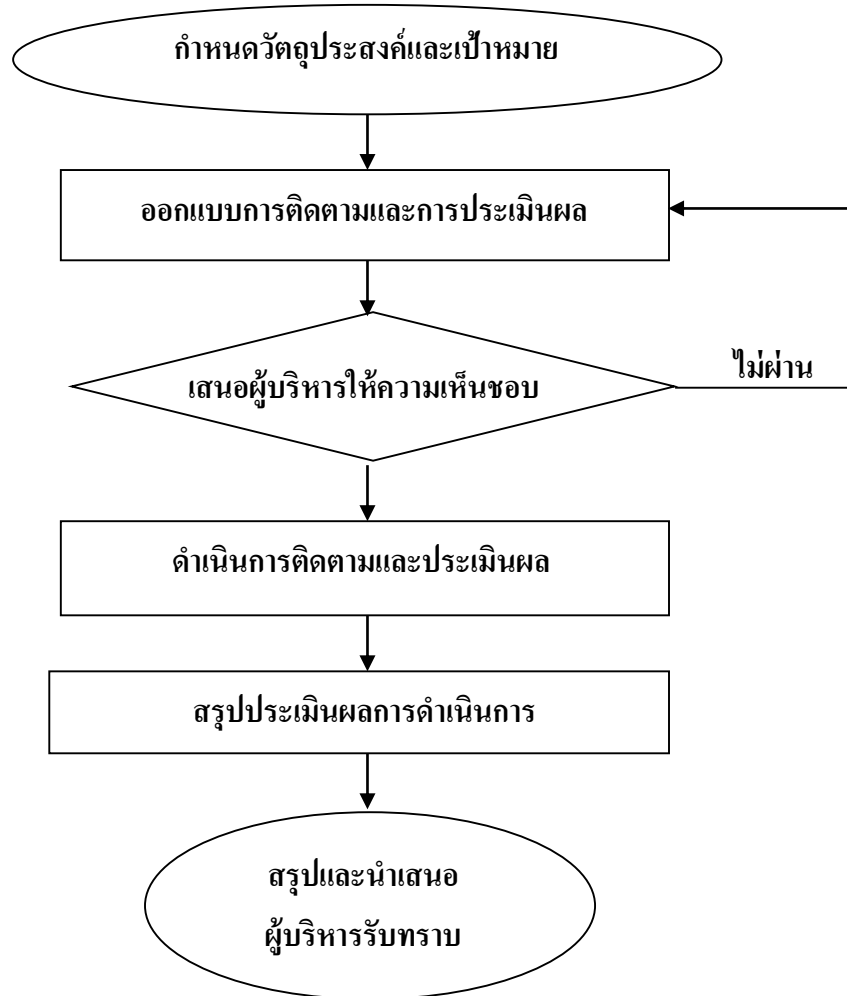 กำหนดวัตถุประสงค์และเป้าหมาย
ออกแบบการติดตามและการประเมินผล
เสนอผู้บริหารให้ความเห็นชอบ
ไม่ผ่าน
ดำเนินการติดตามและประเมินผล
สรุปประเมินผลการดำเนินการ
สรุปและนำเสนอ
ผู้บริหารรับทราบ